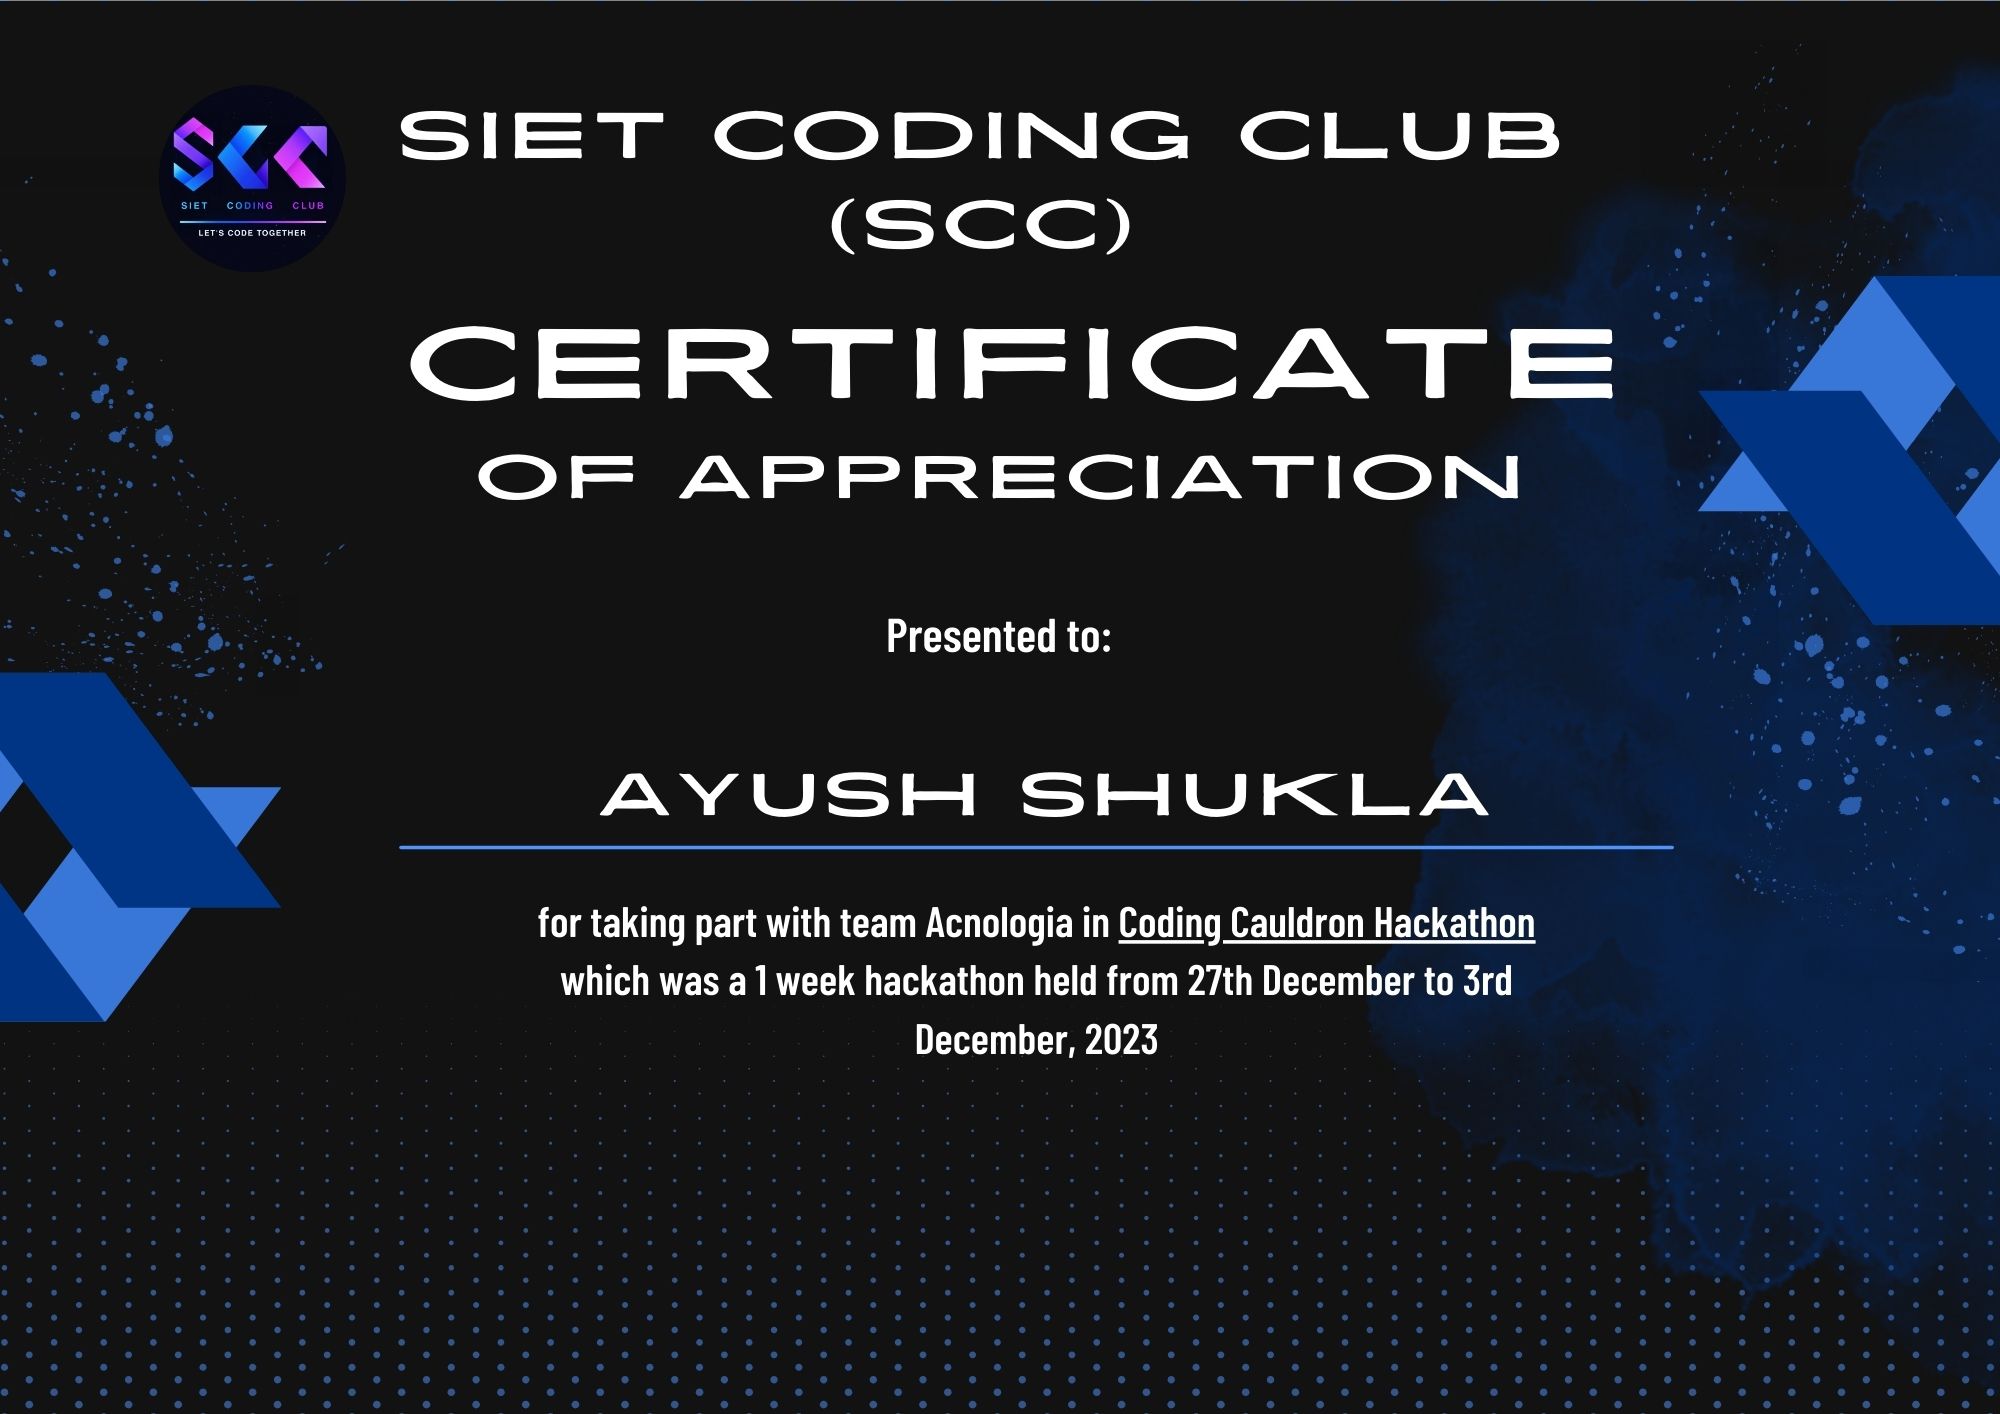 SCC
SIET CODING CLUB
LET'S CODE TOGETHER
SIET CODING CLUB
(SCC)
CERTIFICATE
OF APPRECIATION
Presented to:
AYUSH SHUKLA
for taking part with team Acnologia in Coding Cauldron Hackathon
which was a 1 week hackathon held from 27th December to 3rd
December, 2023